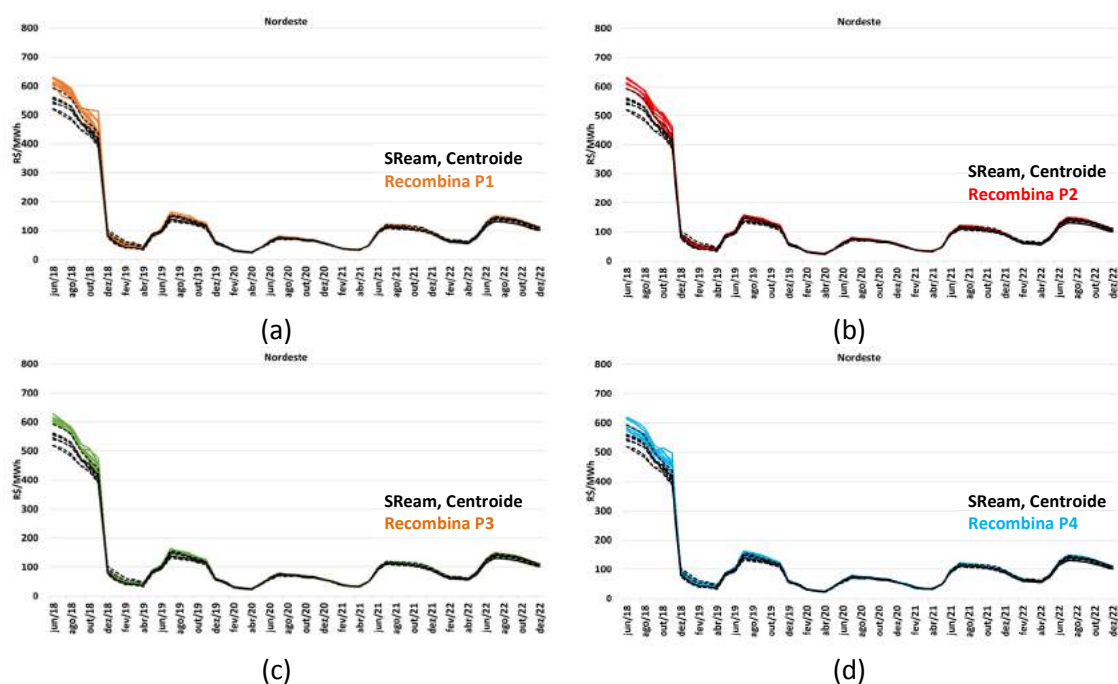 Nordeste
800
700
600
500
400
300
200
100
0
R$/MWh
SReam, Centroide
Recombina P1
jun/18
ago/18
out/18
dez/18
fev/19
abr/19
jun/19
ago/19
out/19
dez/19
fev/20
abr/20
jun/20
ago/20
out/20
dez/20
fev/21
abr/21
jun/21
ago/21
out/21
dez/21
fev/22
abr/22
jun/22
ago/22
out/22
dez/22
(a)
Nordeste
800
700
600
500
400
300
200
100
0
R$/MWh
SReam, Centroide
Recombina P2
jun/18
ago/18
out/18
dez/18
fev/19
abr/19
jun/19
ago/19
out/19
dez/19
fev/20
abr/20
jun/20
ago/20
out/20
dez/20
fev/21
abr/21
jun/21
ago/21
out/21
dez/21
fev/22
abr/22
jun/22
ago/22
out/22
dez/22
(b)
Nordeste
800
700
600
500
400
300
200
100
0
R$/MWh
SReam, Centroide
Recombina P3
jun/18
ago/18
out/18
dez/18
fev/19
abr/19
jun/19
ago/19
out/19
dez/19
fev/20
abr/20
jun/20
ago/20
out/20
dez/20
fev/21
abr/21
jun/21
ago/21
out/21
dez/21
fev/22
abr/22
jun/22
ago/22
out/22
dez/22
(c)
Nordeste
800
700
600
500
400
300
200
100
0
R$/MWh
SReam, Centroide
Recombina P4
jun/18
ago/18
out/18
dez/18
fev/19
abr/19
jun/19
ago/19
out/19
dez/19
fev/20
abr/20
jun/20
ago/20
out/20
dez/20
fev/21
abr/21
jun/21
ago/21
out/21
dez/21
fev/22
abr/22
jun/22
ago/22
out/22
dez/22
(d)